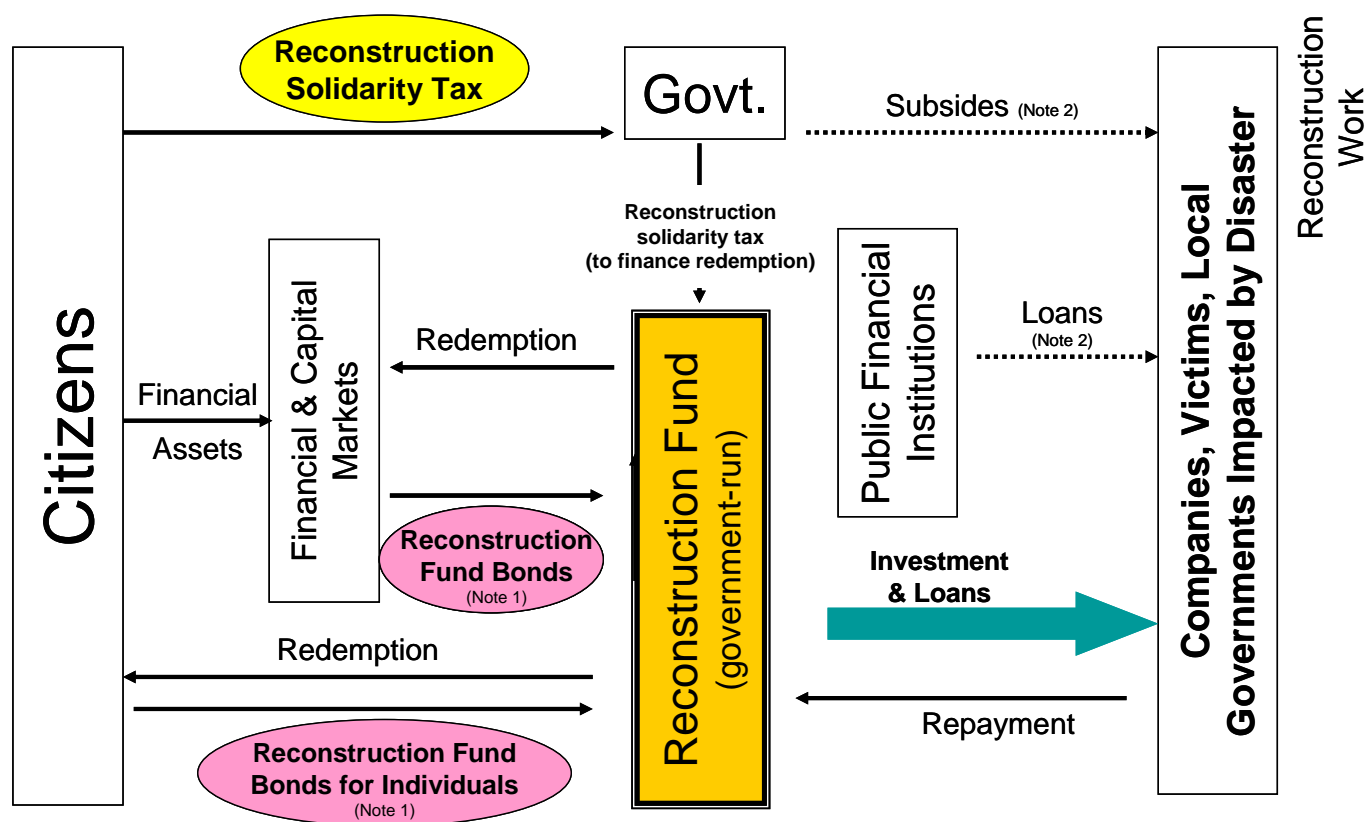 Citizens
Reconstruction
Solidarity Tax
Govt.
Subsides (Note 2)
Reconstruction
solidarity tax
(to finance redemption)
Financial & Capital
Markets
Financial
Assets
Redemption
Reconstruction
Fund Bonds
(Note 1)
Redemption
Reconstruction Fund
Bonds for Individuals
(Note 1)
Reconstruction Fund
(government-run)
Public Financial
Institutions
Loans
(Note 2)
Investment
& Loans
Repayment
Companies, Victims, Local
Governments Impacted by Disaster
Reconstruction
Work